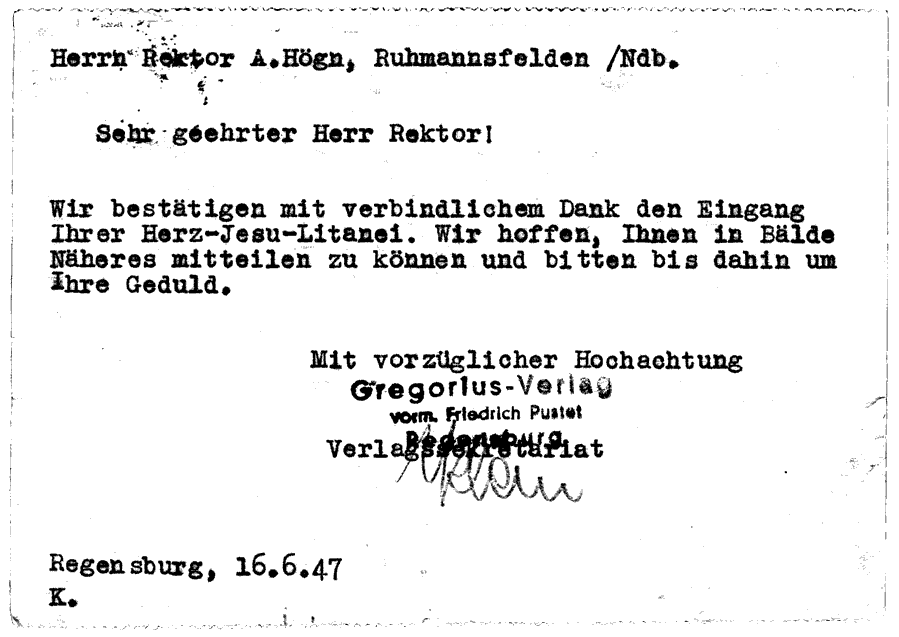 Herrn Rektor A.Högn, Ruhmannsfelden /Ndb.
Sehr geehrter Herr Rektor!
Wir bestätigen mit verbindlichem Dank den Eingang
Ihrer Herz-Jesu-Litanei. Wir hoffen, Ihnen in Bälde
Näheres mitteilen zu können und bitten bis dahin um
Ihre Geduld.
Mit vorzüglicher Hochachtung
Gregorius-Verlag
vorm. Friedrich Pustet
Regensburg
Verlagssekretariat
Regensburg, 16.6.47
K.